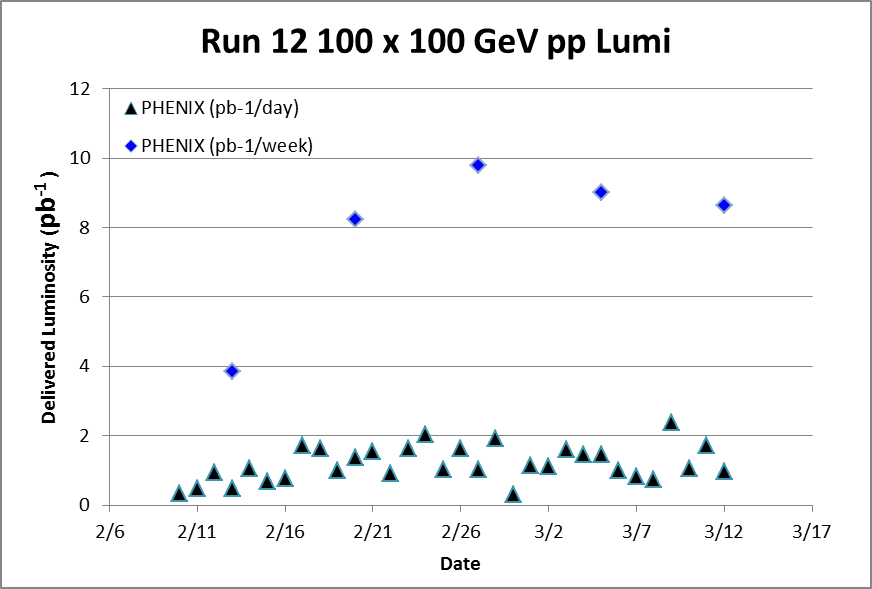 Run 12 100 x 100 GeV pp Lumi
12
PHENIX (pb-1/day)
PHENIX (pb-1/week)
10
8
6
4
2
0
Delivered Luminosity (pb⁻¹)
2/6 2/11 2/16 2/21 2/26 3/2 3/7 3/12 3/17
Date